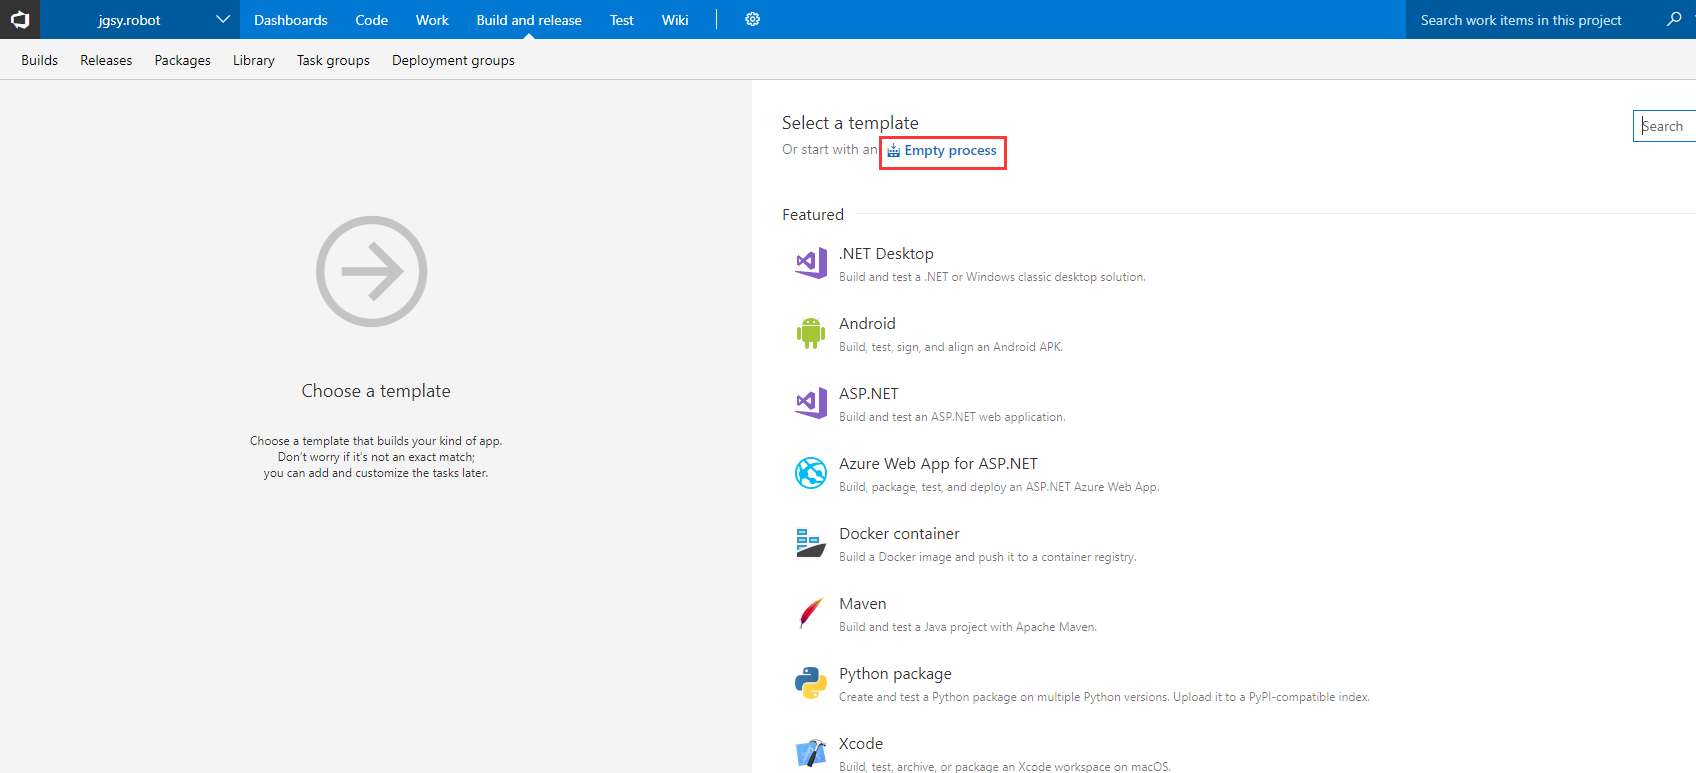 jgsy.robot Dashboards Code Work Build and release Test Wiki Search work items in this project
Builds Releases Packages Library Task groups Deployment groups
Choose a template
Choose a template that builds your kind of app.
Don't worry if it's not an exact match;
you can add and customize the tasks later.
Select a template
Or start with an Empty process
Search
Featured
.NET Desktop
Build and test a .NET or Windows classic desktop solution.
Android
Build, test, sign, and align an Android APK.
ASP.NET
Build and test an ASP.NET web application.
Azure Web App for ASP.NET
Build, package, test, and deploy an ASP.NET Azure Web App.
Docker container
Build a Docker image and push it to a container registry.
Maven
Build and test a Java project with Apache Maven.
Python package
Create and test a Python package on multiple Python versions. Upload it to a PyPI-compatible index.
Xcode
Build, test, archive, or package an Xcode workspace on macOS.